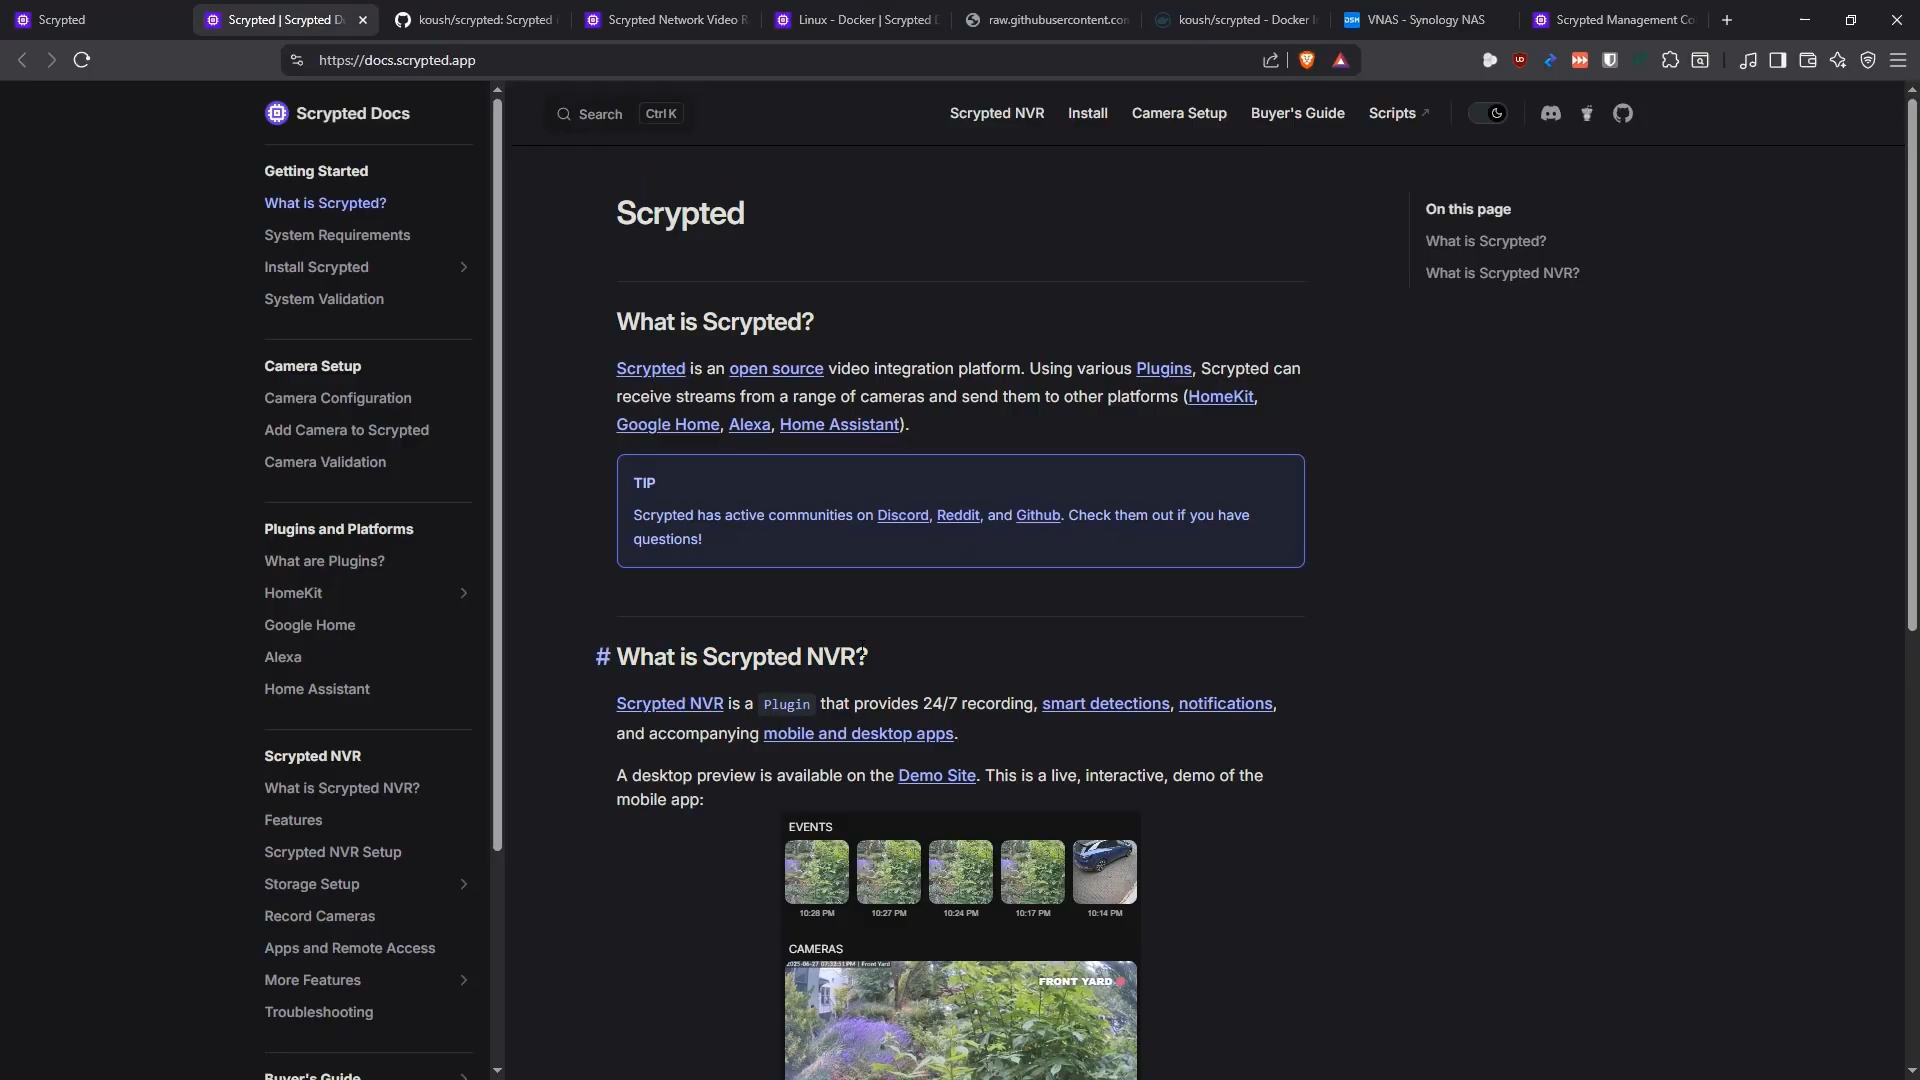 Scrypted
Scrypted | Scrypted D
koush/scrypted: Scrypted
Scrypted Network Video R
Linux - Docker | Scrypted D
raw.githubusercontent.con
koush/scrypted - Docker I
VNAS - Synology NAS
Scrypted Management Co
https://docs.scrypted.app
Scrypted Docs
Search
Ctrl K
Scrypted NVR
Install
Camera Setup
Buyer's Guide
Scripts
Getting Started
What is Scrypted?
System Requirements
Install Scrypted
System Validation
Camera Setup
Camera Configuration
Add Camera to Scrypted
Camera Validation
Plugins and Platforms
What are Plugins?
HomeKit
Google Home
Alexa
Home Assistant
Scrypted NVR
What is Scrypted NVR?
Features
Scrypted NVR Setup
Storage Setup
Record Cameras
Apps and Remote Access
More Features
Troubleshooting
Buyer's Guide
Scrypted
What is Scrypted?
Scrypted is an open source video integration platform. Using various Plugins, Scrypted can
receive streams from a range of cameras and send them to other platforms (HomeKit,
Google Home, Alexa, Home Assistant).
TIP
Scrypted has active communities on Discord, Reddit, and Github. Check them out if you have
questions!
# What is Scrypted NVR?
Scrypted NVR is a Plugin that provides 24/7 recording, smart detections, notifications,
and accompanying mobile and desktop apps.
A desktop preview is available on the Demo Site. This is a live, interactive, demo of the
mobile app:
EVENTS
10:28 PM
10:27 PM
10:24 PM
10:17 PM
10:14 PM
CAMERAS
2025-06-27 07:32:51 PM | Front Yard
FRONT YARD
On this page
What is Scrypted?
What is Scrypted NVR?